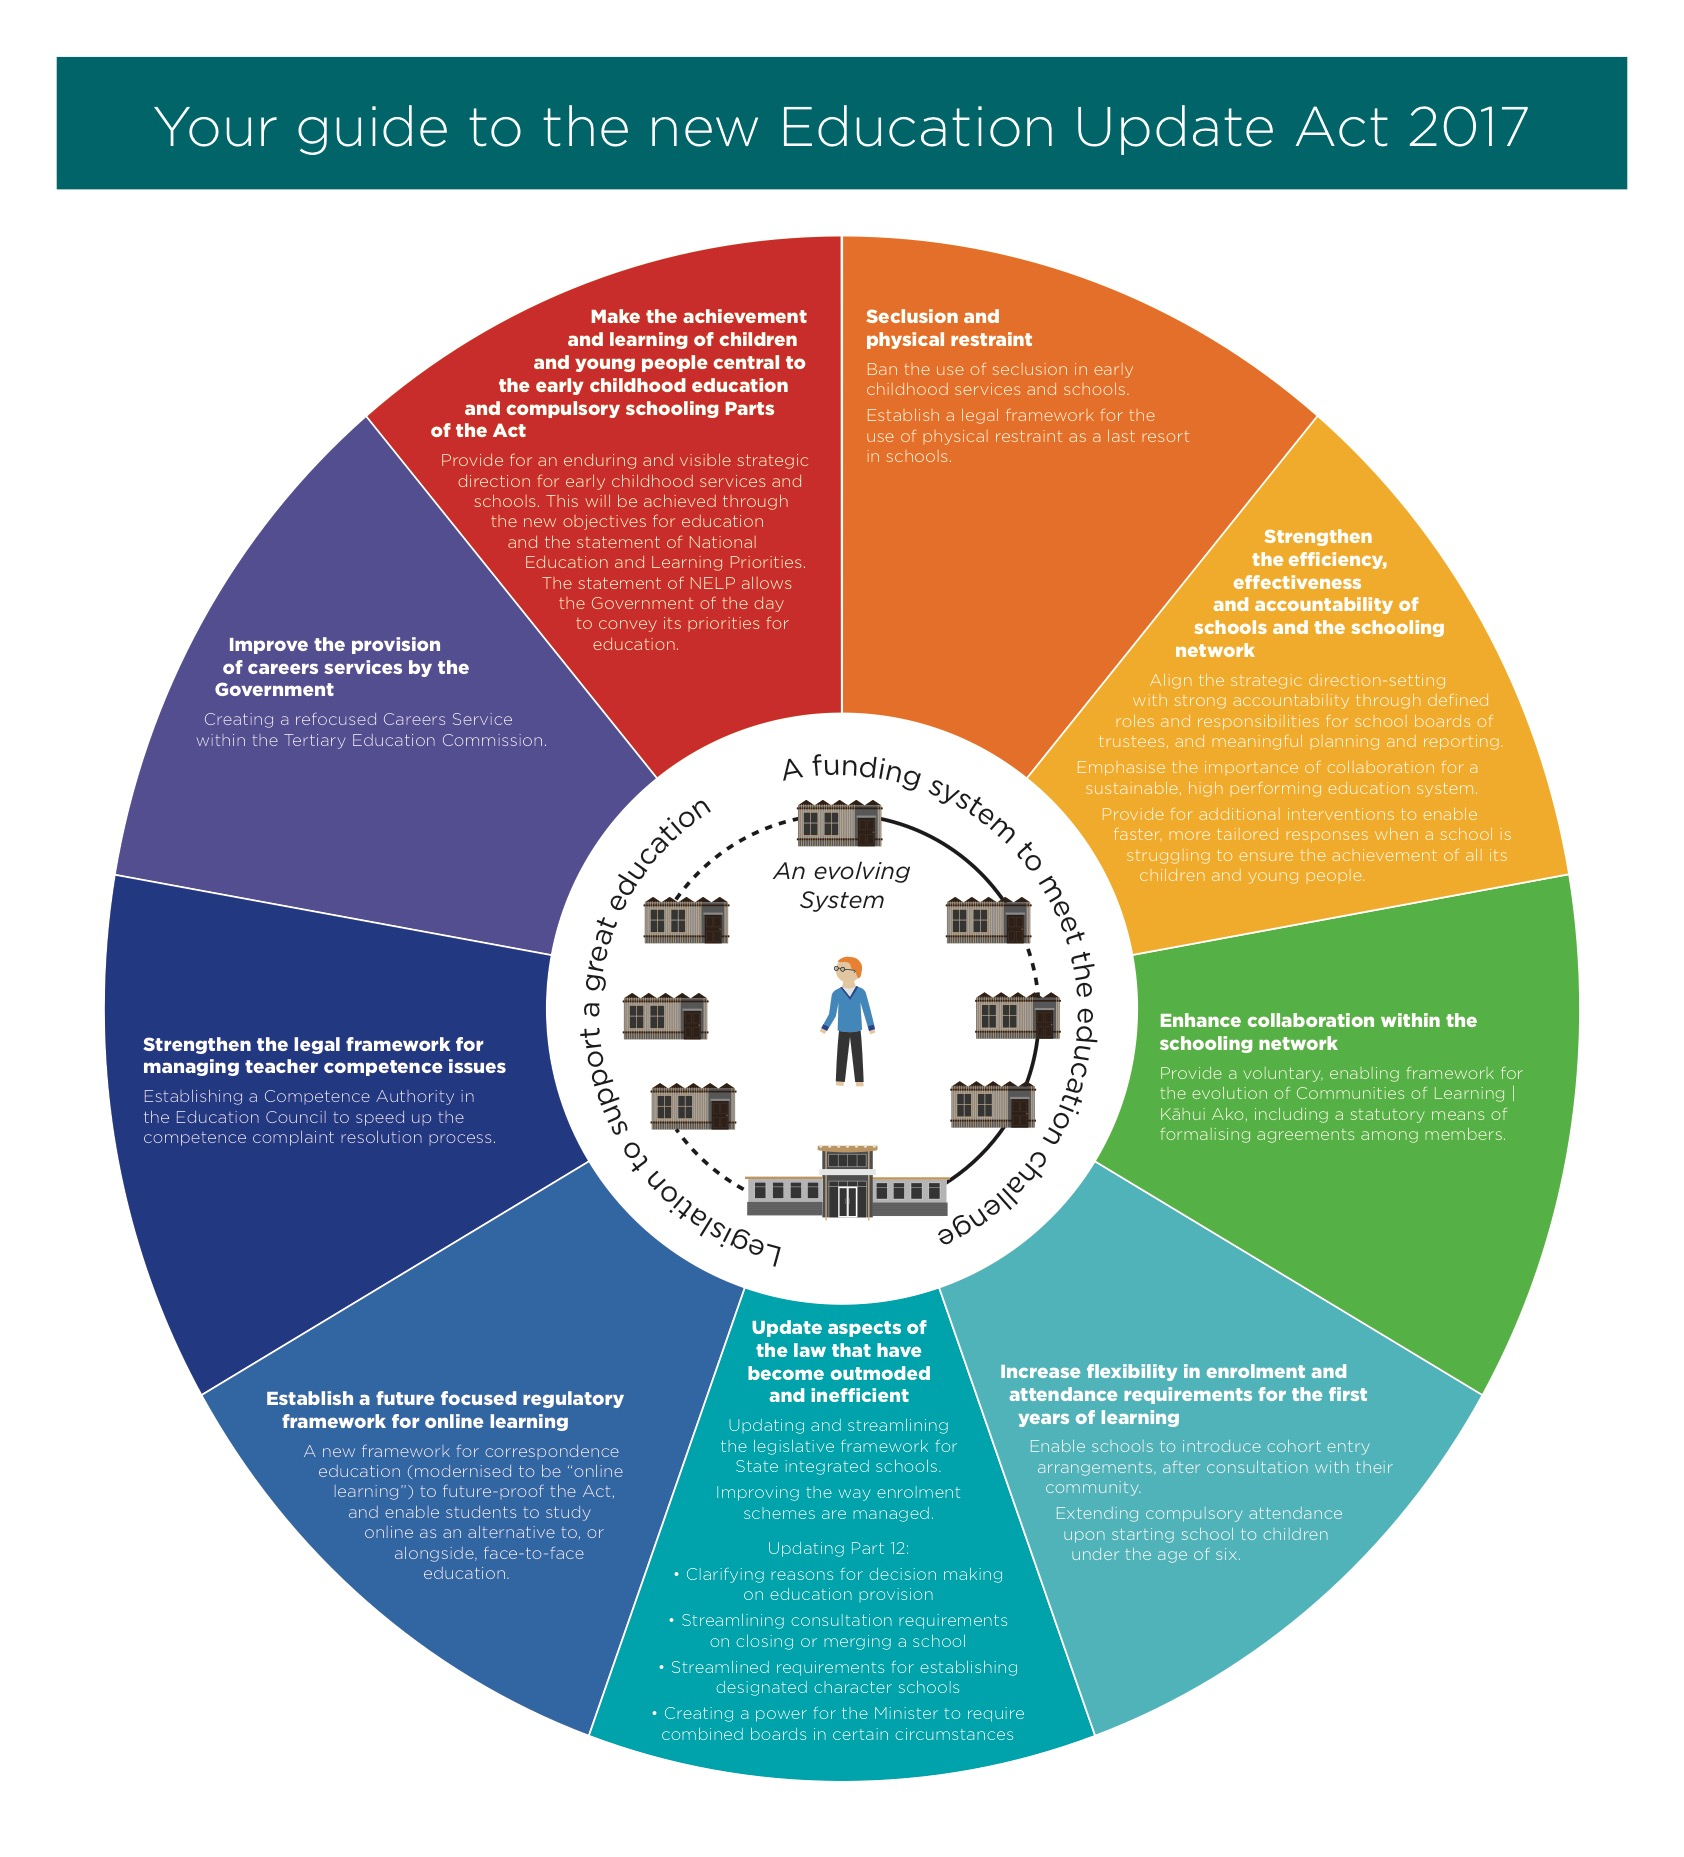 Your guide to the new Education Update Act 2017
Make the achievement
and learning of children
and young people central to
the early childhood education
and compulsory schooling Parts
of the Act
Provide for an enduring and visible strategic
direction for early childhood services and
schools. This will be achieved through
the new objectives for education
and the statement of National
Education and Learning Priorities.
The statement of NELP allows
the Government of the day
to convey its priorities for
education.
Seclusion and
physical restraint
Ban the use of seclusion in early
childhood services and schools.
Establish a legal framework for the
use of physical restraint as a last resort
in schools.
Strengthen
the efficiency,
effectiveness
and accountability of
schools and the schooling
network
Align the strategic direction-setting
with strong accountability through defined
roles and responsibilities for school boards of
trustees, and meaningful planning and reporting.
Emphasise the importance of collaboration for a
sustainable, high performing education system.
Provide for additional interventions to enable
faster, more tailored responses when a school is
struggling to ensure the achievement of all its
children and young people.
Enhance collaboration within the
schooling network
Provide a voluntary, enabling framework for
the evolution of Communities of Learning |
Kāhui Ako, including a statutory means of
formalising agreements among members.
Increase flexibility in enrolment and
attendance requirements for the first
years of learning
Enable schools to introduce cohort entry
arrangements, after consultation with their
community.
Extending compulsory attendance
upon starting school to children
under the age of six.
Update aspects of
the law that have
become outmoded
and inefficient
Updating and streamlining
the legislative framework for
State integrated schools.
Improving the way enrolment
schemes are managed.
Updating Part 12:
• Clarifying reasons for decision making
on education provision
• Streamlining consultation requirements
on closing or merging a school
• Streamlined requirements for establishing
designated character schools
• Creating a power for the Minister to require
combined boards in certain circumstances
Establish a future focused regulatory
framework for online learning
A new framework for correspondence
education (modernised to be “online
learning”) to future-proof the Act,
and enable students to study
online as an alternative to, or
alongside, face-to-face
education.
Strengthen the legal framework for
managing teacher competence issues
Establishing a Competence Authority in
the Education Council to speed up the
competence complaint resolution process.
Improve the provision
of careers services by the
Government
Creating a refocused Careers Service
within the Tertiary Education Commission.
Legislation to support a great education
A funding system to meet the education challenge
An evolving
System